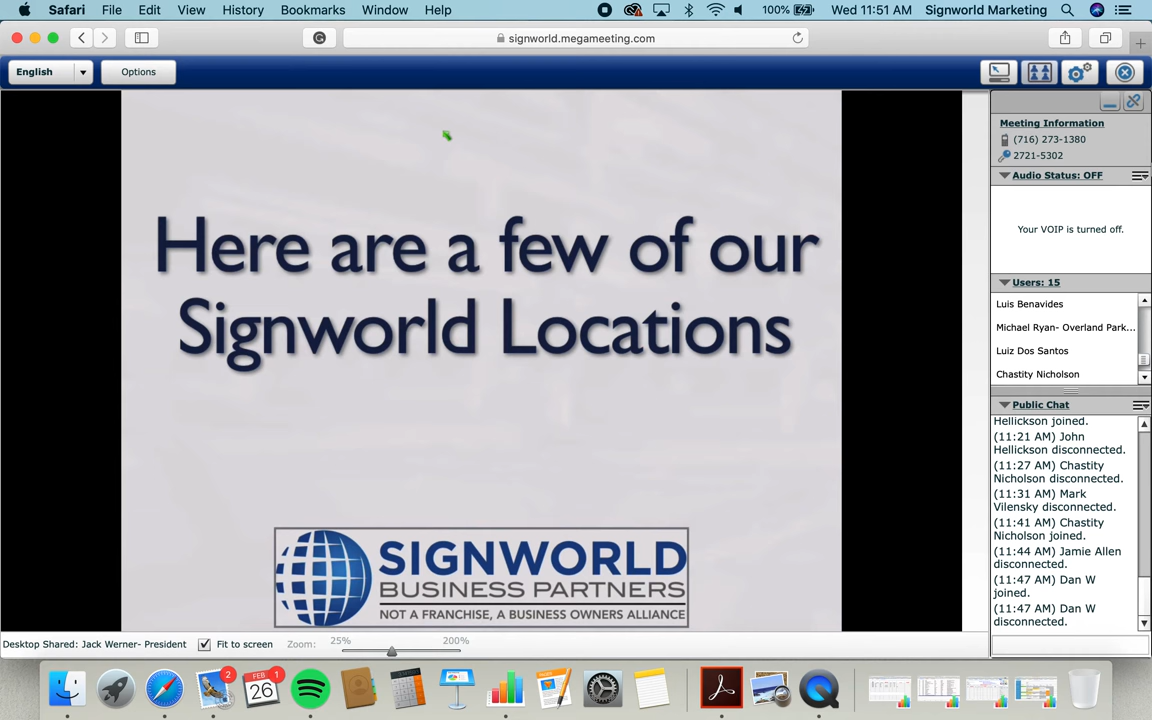 Safari File Edit View History Bookmarks Window Help 100% Wed 11:51 AM Signworld Marketing
signworld.megameeting.com
English Options
Here are a few of our
Signworld Locations
SIGNWORLD
BUSINESS PARTNERS
NOT A FRANCHISE, A BUSINESS OWNERS ALLIANCE
Desktop Shared: Jack Werner- President Fit to screen Zoom: 25% 200%
Meeting Information
(716) 273-1380
2721-5302
Audio Status: OFF
Your VOIP is turned off.
Users: 15
Luis Benavides
Michael Ryan- Overland Park...
Luiz Dos Santos
Chastity Nicholson
Public Chat
Hellickson joined.
(11:21 AM) John
Hellickson disconnected.
(11:27 AM) Chastity
Nicholson disconnected.
(11:31 AM) Mark
Vilensky disconnected.
(11:41 AM) Chastity
Nicholson joined.
(11:44 AM) Jamie Allen
disconnected.
(11:47 AM) Dan W
joined.
(11:47 AM) Dan W
disconnected.
2
FEB
26
1